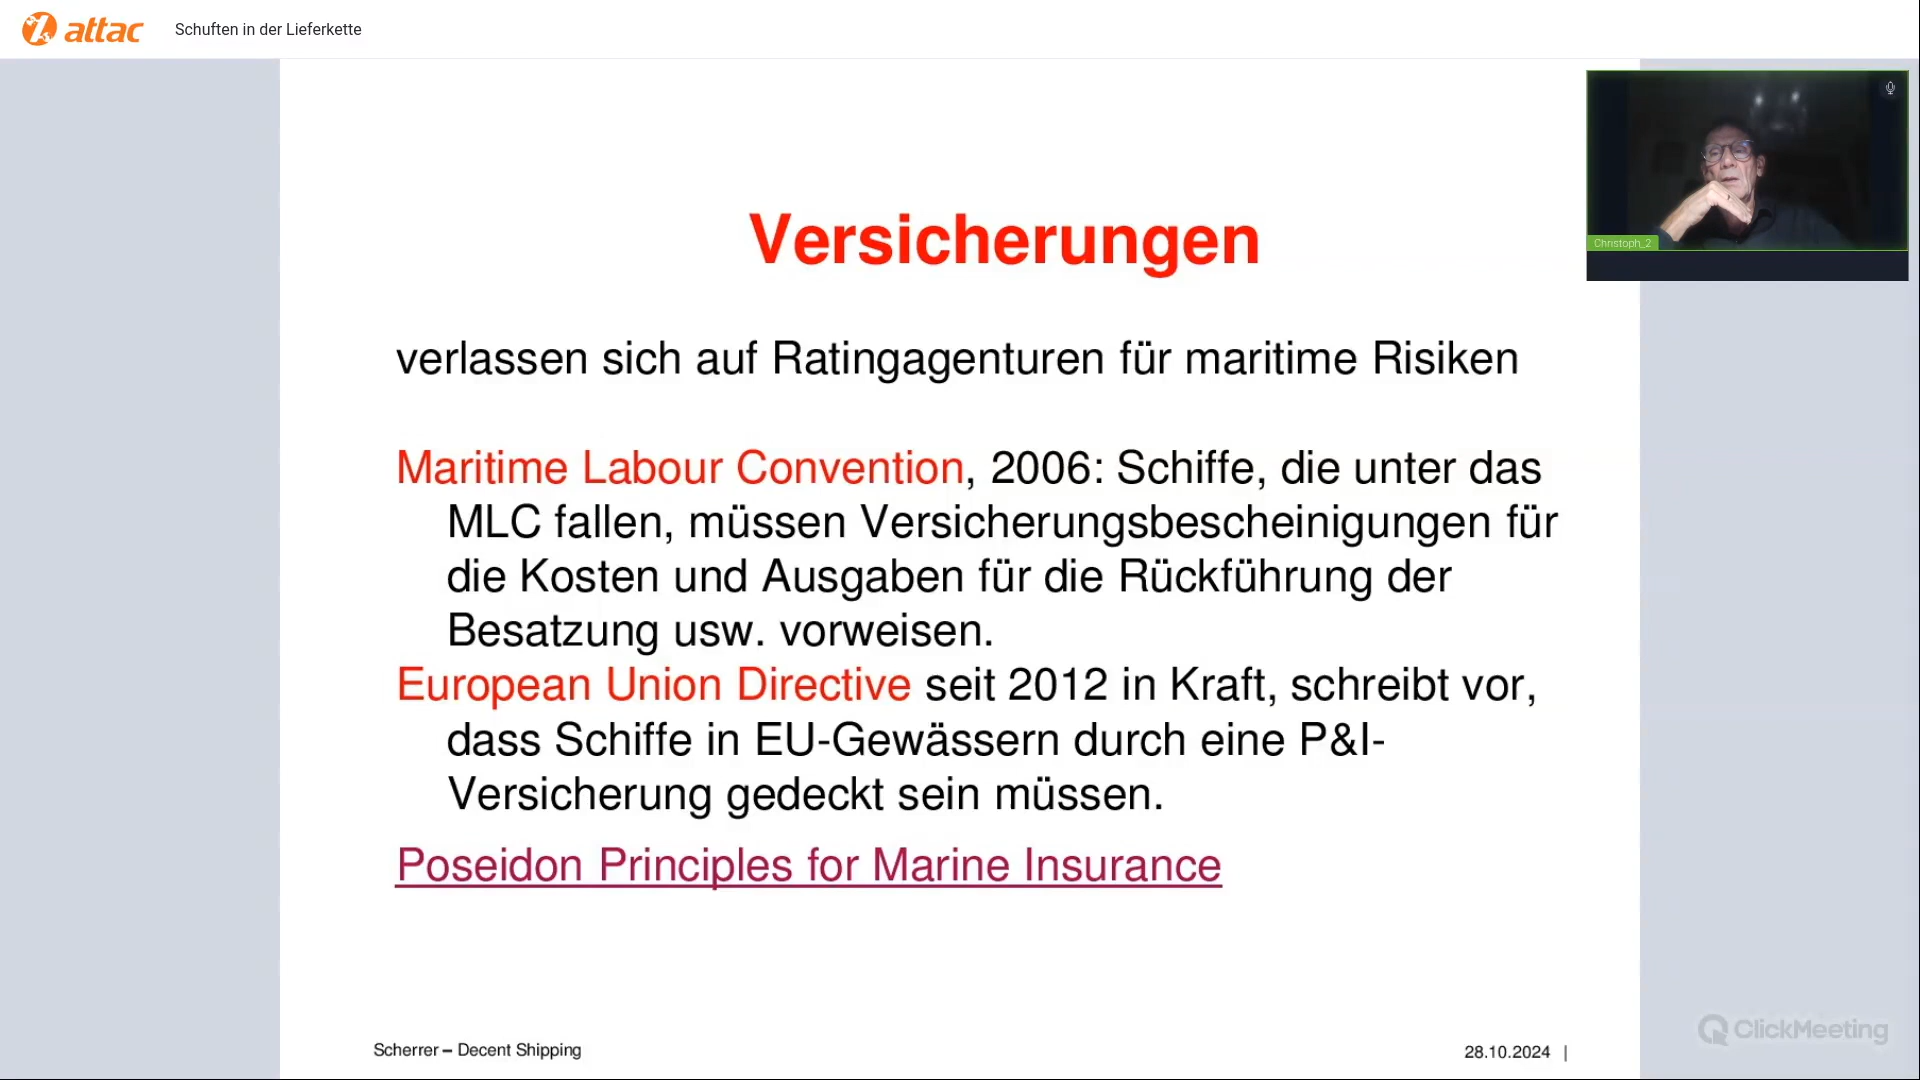 attac
Schuften in der Lieferkette
Christoph_2
Versicherungen
verlassen sich auf Ratingagenturen für maritime Risiken
Maritime Labour Convention, 2006: Schiffe, die unter das
MLC fallen, müssen Versicherungsbescheinigungen für
die Kosten und Ausgaben für die Rückführung der
Besatzung usw. vorweisen.
European Union Directive seit 2012 in Kraft, schreibt vor,
dass Schiffe in EU-Gewässern durch eine P&I-
Versicherung gedeckt sein müssen.
Poseidon Principles for Marine Insurance
Scherrer – Decent Shipping
28.10.2024 |
ClickMeeting